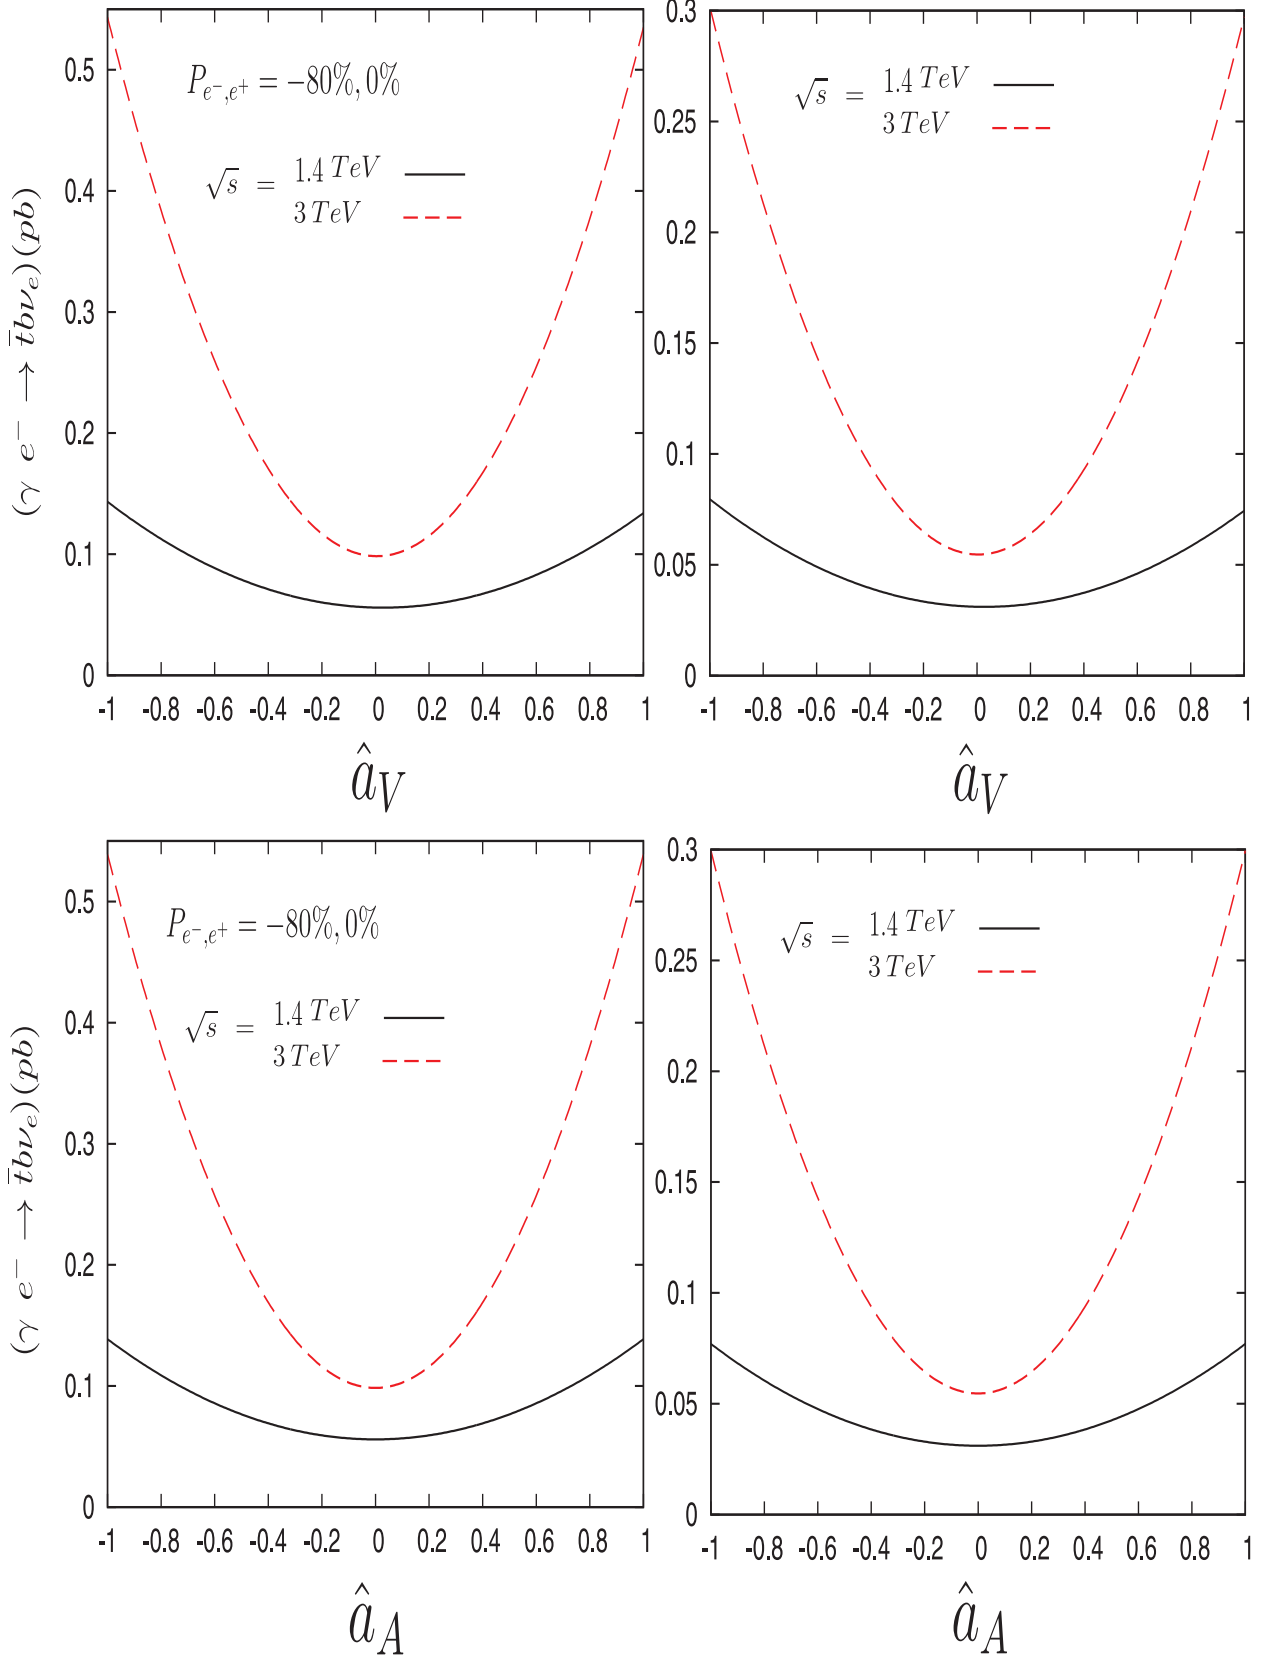 (γ e⁻ → t̄bν_e)(pb)
0.5
0.4
0.3
0.2
0.1
0
P_{e⁻,e⁺} = −80%, 0%
√s = 1.4 TeV
3 TeV
-1 -0.8 -0.6 -0.4 -0.2 0 0.2 0.4 0.6 0.8 1
â_V
0.3
0.25
0.2
0.15
0.1
0.05
0
√s = 1.4 TeV
3 TeV
-1 -0.8 -0.6 -0.4 -0.2 0 0.2 0.4 0.6 0.8 1
â_V
(γ e⁻ → t̄bν_e)(pb)
0.5
0.4
0.3
0.2
0.1
0
P_{e⁻,e⁺} = −80%, 0%
√s = 1.4 TeV
3 TeV
-1 -0.8 -0.6 -0.4 -0.2 0 0.2 0.4 0.6 0.8 1
â_A
0.3
0.25
0.2
0.15
0.1
0.05
0
√s = 1.4 TeV
3 TeV
-1 -0.8 -0.6 -0.4 -0.2 0 0.2 0.4 0.6 0.8 1
â_A